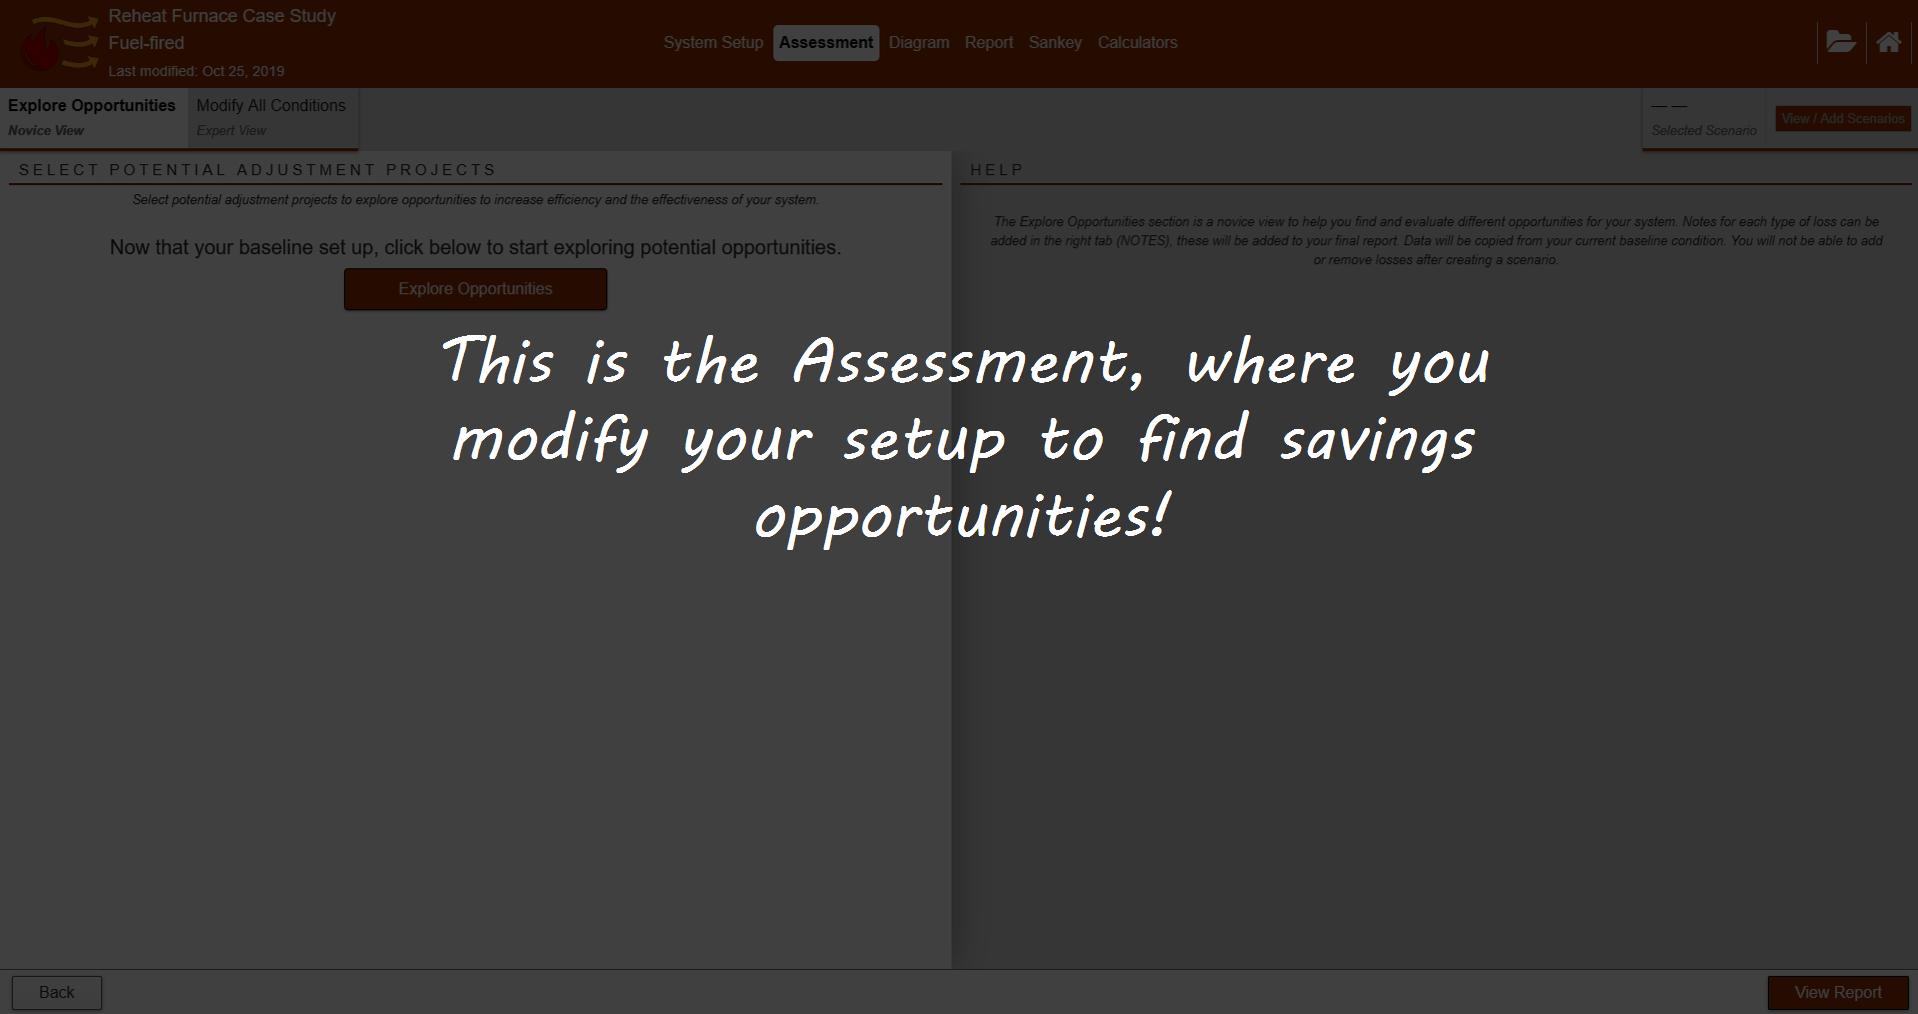 Reheat Furnace Case Study
Fuel-fired
Last modified: Oct 25, 2019
System Setup Assessment Diagram Report Sankey Calculators
Explore Opportunities
Novice View
Modify All Conditions
Expert View
— —
Selected Scenario
View / Add Scenarios
SELECT POTENTIAL ADJUSTMENT PROJECTS
Select potential adjustment projects to explore opportunities to increase efficiency and the effectiveness of your system.
Now that your baseline set up, click below to start exploring potential opportunities.
Explore Opportunities
HELP
The Explore Opportunities section is a novice view to help you find and evaluate different opportunities for your system. Notes for each type of loss can be
added in the right tab (NOTES), these will be added to your final report. Data will be copied from your current baseline condition. You will not be able to add
or remove losses after creating a scenario.
This is the Assessment, where you
modify your setup to find savings
opportunities!
Back
View Report